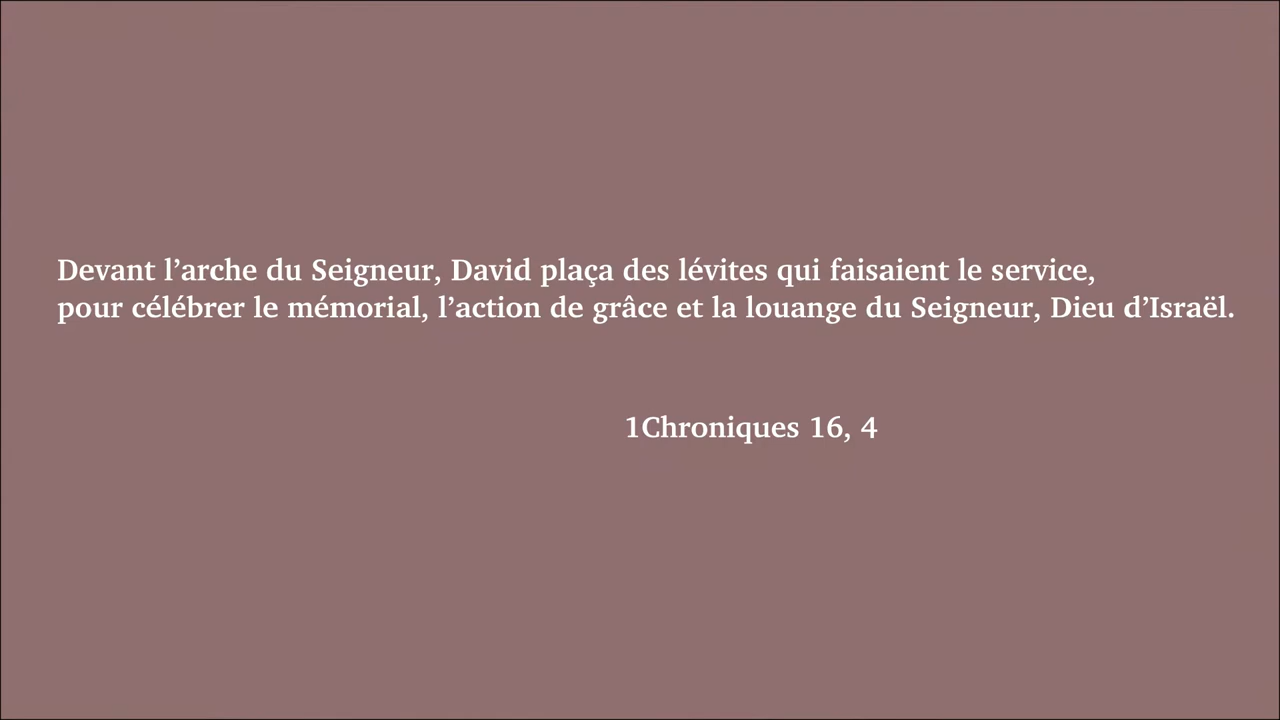 Devant l’arche du Seigneur, David plaça des lévites qui faisaient le service,
pour célébrer le mémorial, l’action de grâce et la louange du Seigneur, Dieu d’Israël.
1Chroniques 16, 4